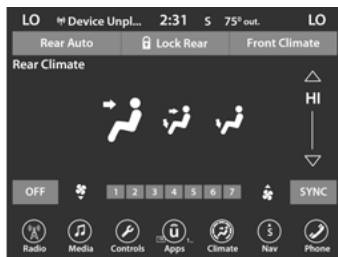 LO Device Unpl... 2:31 S 75º out. LO
Rear Auto Lock Rear Front Climate
Rear Climate
HI
OFF 1 2 3 4 5 6 7 SYNC
ū S
Radio Media Controls Apps Climate Nav Phone